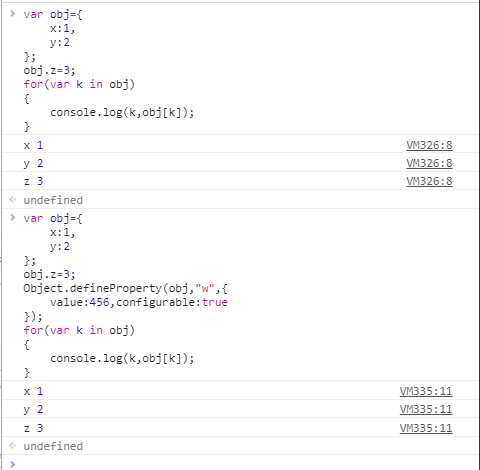 > var obj={
      x:1,
      y:2
  };
  obj.z=3;
  for(var k in obj)
  {
      console.log(k,obj[k]);
  }
x 1 VM326:8
y 2 VM326:8
z 3 VM326:8
< undefined
> var obj={
      x:1,
      y:2
  };
  obj.z=3;
  Object.defineProperty(obj,"w",{
      value:456,configurable:true
  });
  for(var k in obj)
  {
      console.log(k,obj[k]);
  }
x 1 VM335:11
y 2 VM335:11
z 3 VM335:11
< undefined
>